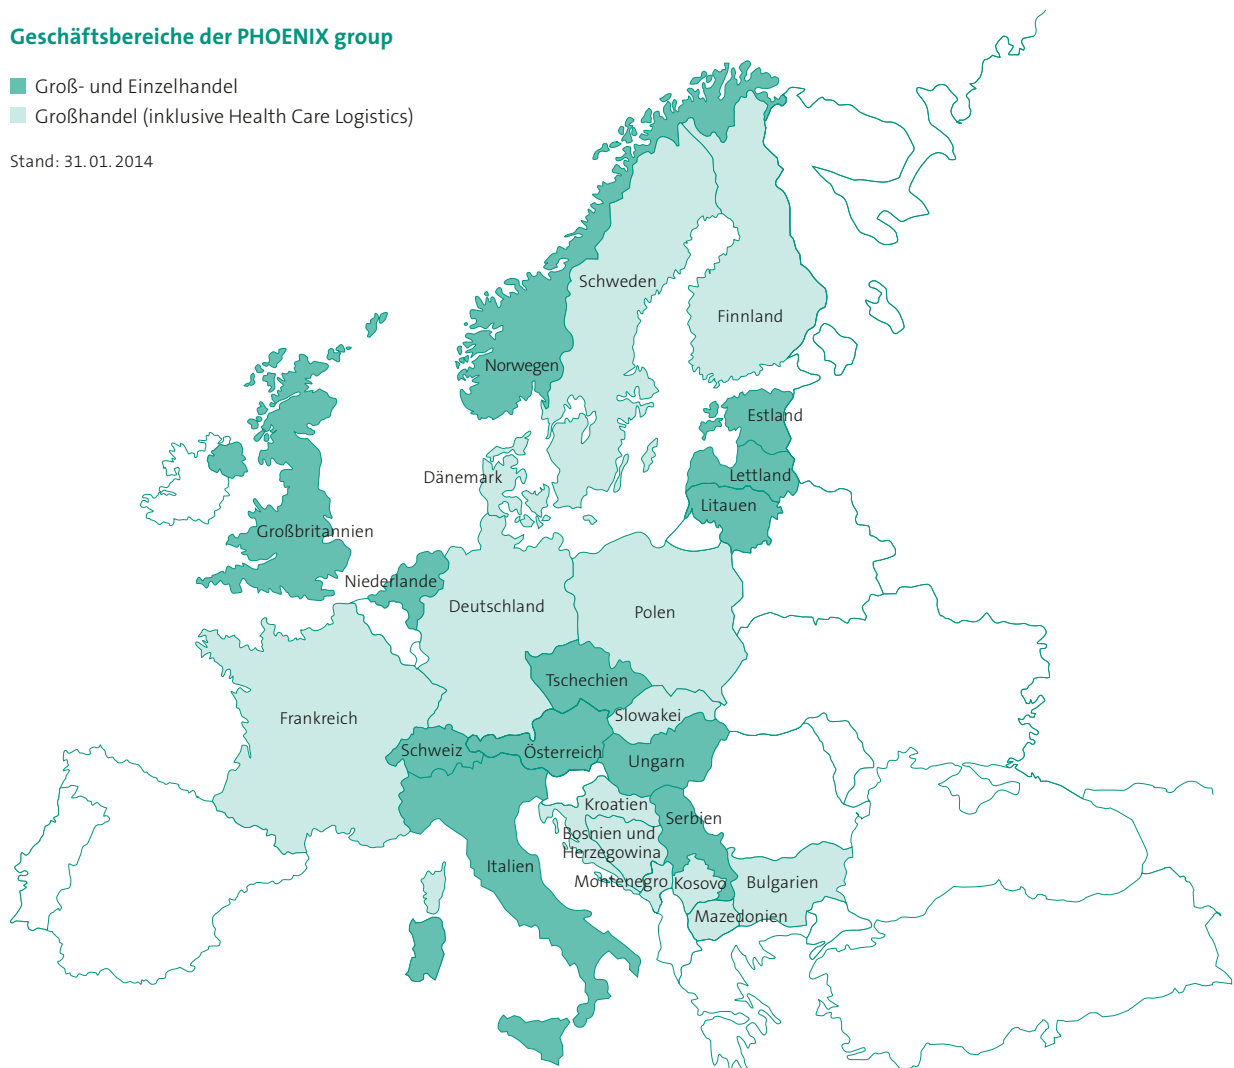 Geschäftsbereiche der PHOENIX group
Groß- und Einzelhandel
Großhandel (inklusive Health Care Logistics)
Stand: 31.01.2014
Schweden
Finnland
Norwegen
Estland
Dänemark
Lettland
Litauen
Großbritannien
Niederlande
Deutschland
Polen
Tschechien
Frankreich
Slowakei
Schweiz
Österreich
Ungarn
Kroatien
Serbien
Bosnien und
Herzegowina
Italien
Montenegro
Kosovo
Bulgarien
Mazedonien